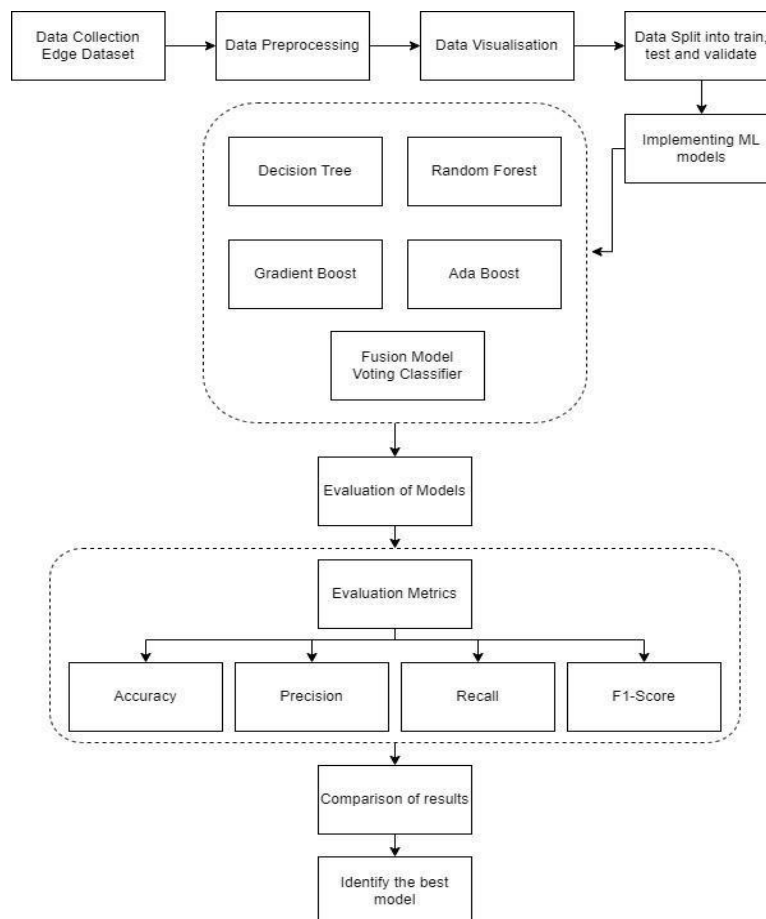 Data Collection
Edge Dataset
Data Preprocessing
Data Visualisation
Data Split into train,
test and validate
Implementing ML
models
Decision Tree
Random Forest
Gradient Boost
Ada Boost
Fusion Model
Voting Classifier
Evaluation of Models
Evaluation Metrics
Accuracy
Precision
Recall
F1-Score
Comparison of results
Identify the best
model